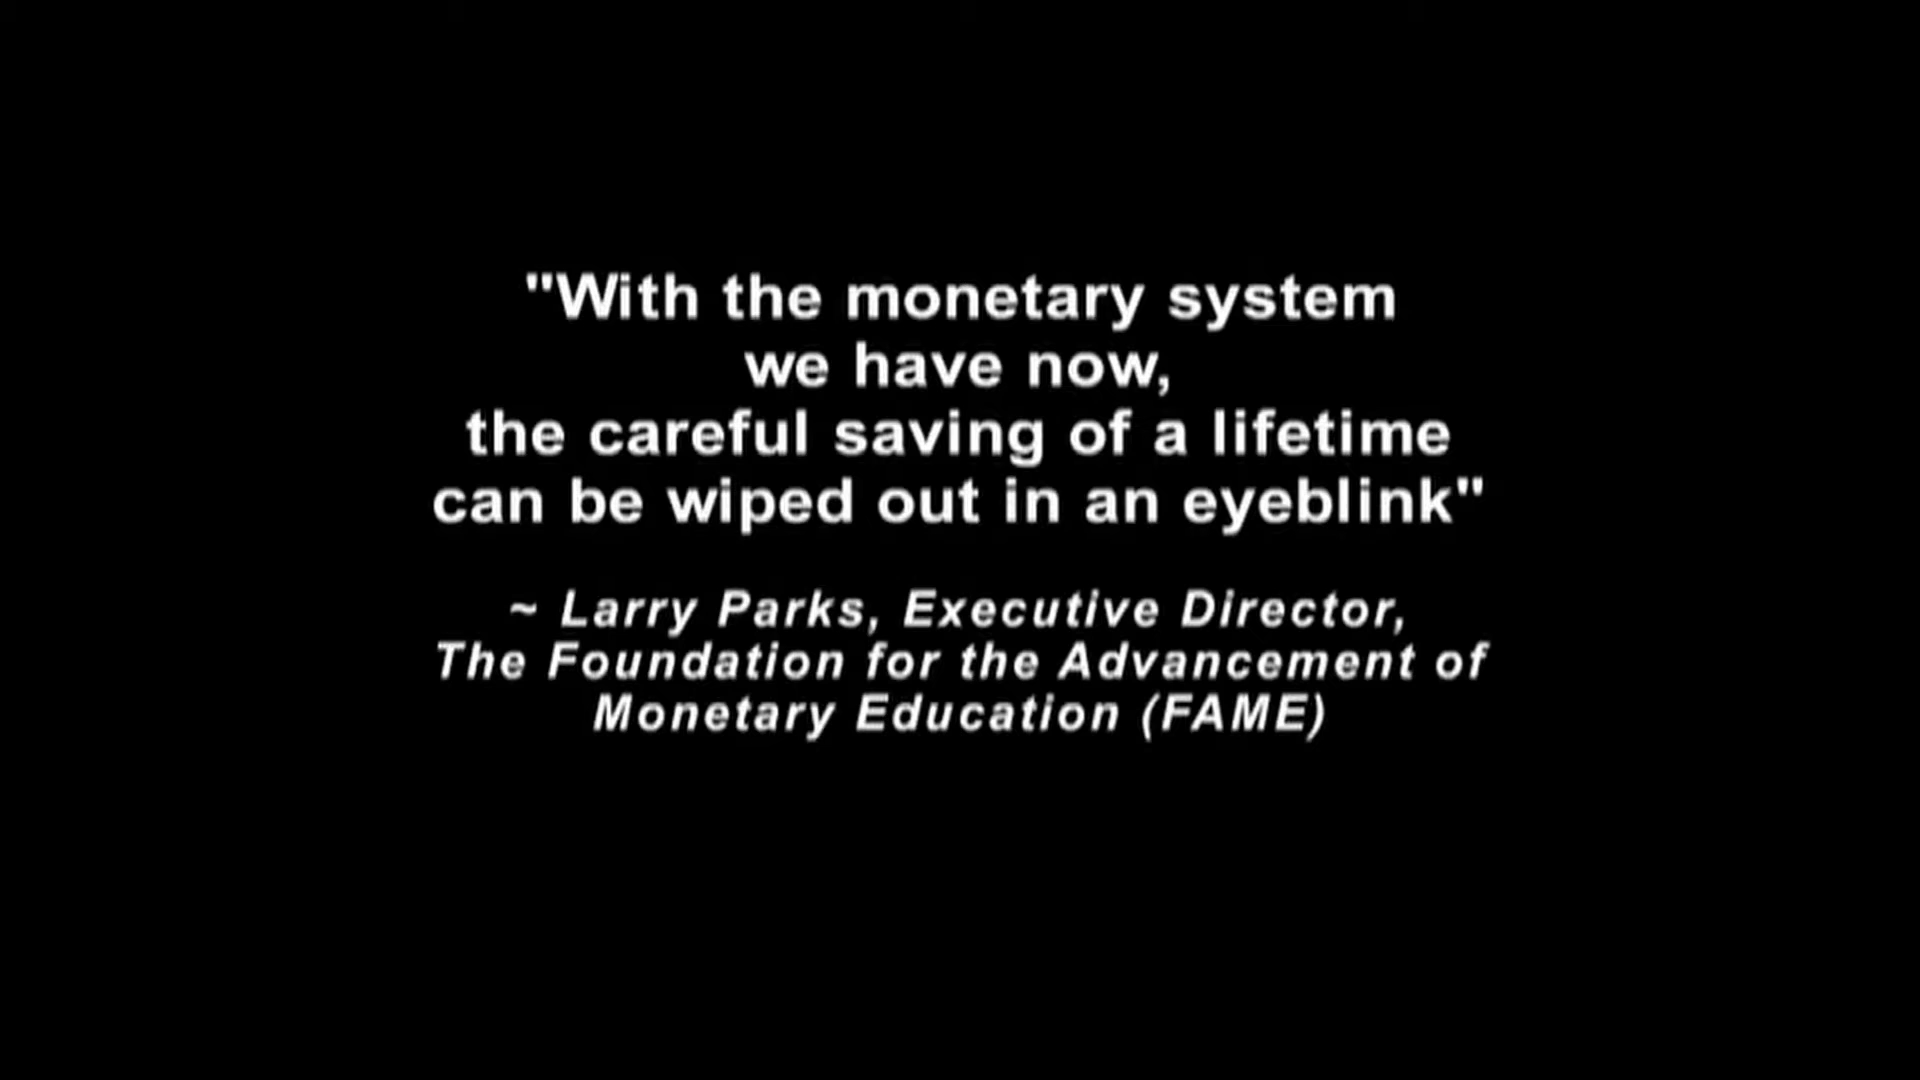 "With the monetary system
we have now,
the careful saving of a lifetime
can be wiped out in an eyeblink"
~ Larry Parks, Executive Director,
The Foundation for the Advancement of
Monetary Education (FAME)